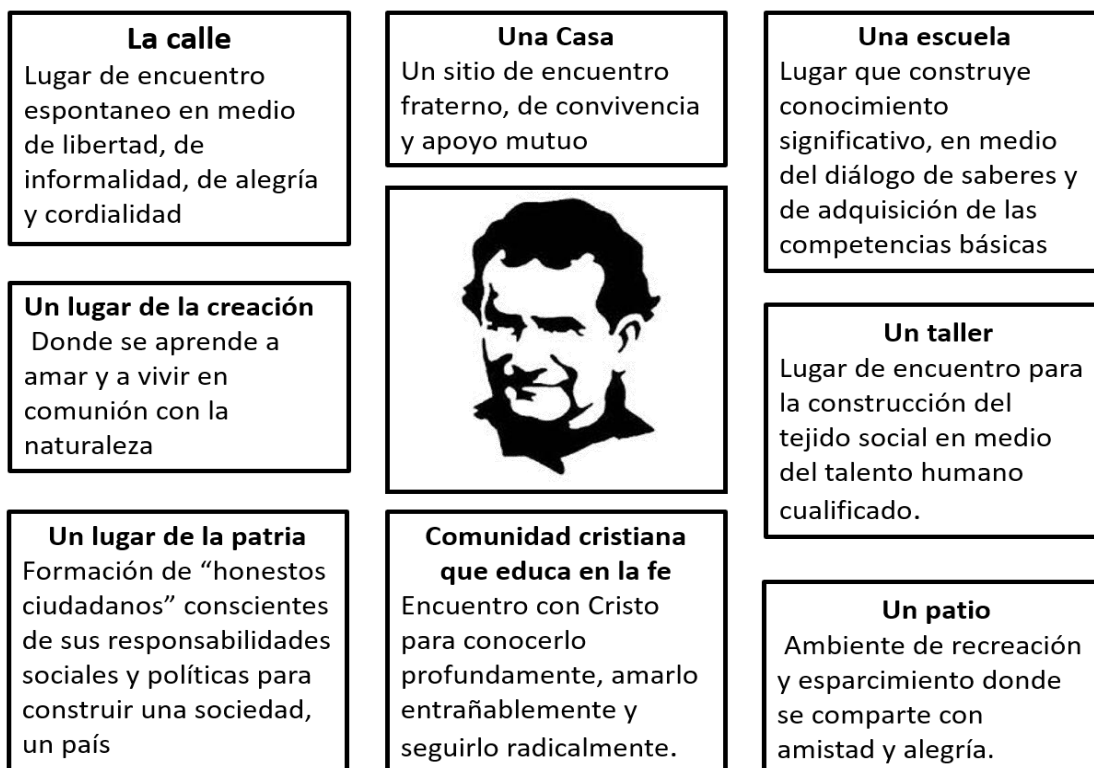 La calle
Lugar de encuentro
espontaneo en medio
de libertad, de
informalidad, de alegría
y cordialidad
Una Casa
Un sitio de encuentro
fraterno, de convivencia
y apoyo mutuo
Una escuela
Lugar que construye
conocimiento
significativo, en medio
del diálogo de saberes y
de adquisición de las
competencias básicas
Un lugar de la creación
Donde se aprende a
amar y a vivir en
comunión con la
naturaleza
Un taller
Lugar de encuentro para
la construcción del
tejido social en medio
del talento humano
cualificado.
Un lugar de la patria
Formación de “honestos
ciudadanos” conscientes
de sus responsabilidades
sociales y políticas para
construir una sociedad,
un país
Comunidad cristiana
que educa en la fe
Encuentro con Cristo
para conocerlo
profundamente, amarlo
entrañablemente y
seguirlo radicalmente.
Un patio
Ambiente de recreación
y esparcimiento donde
se comparte con
amistad y alegría.